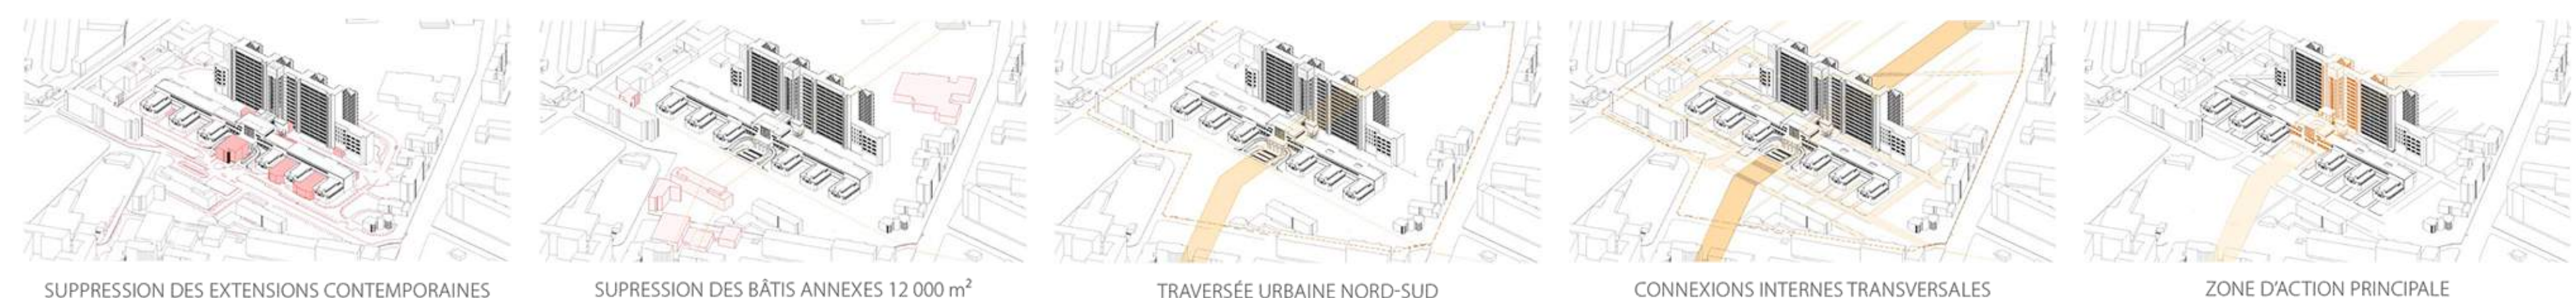 SUPPRESSION DES EXTENSIONS CONTEMPORAINES
SUPRESSION DES BÂTIS ANNEXES 12 000 m²
TRAVERSÉE URBAINE NORD-SUD
CONNEXIONS INTERNES TRANSVERSALES
ZONE D'ACTION PRINCIPALE